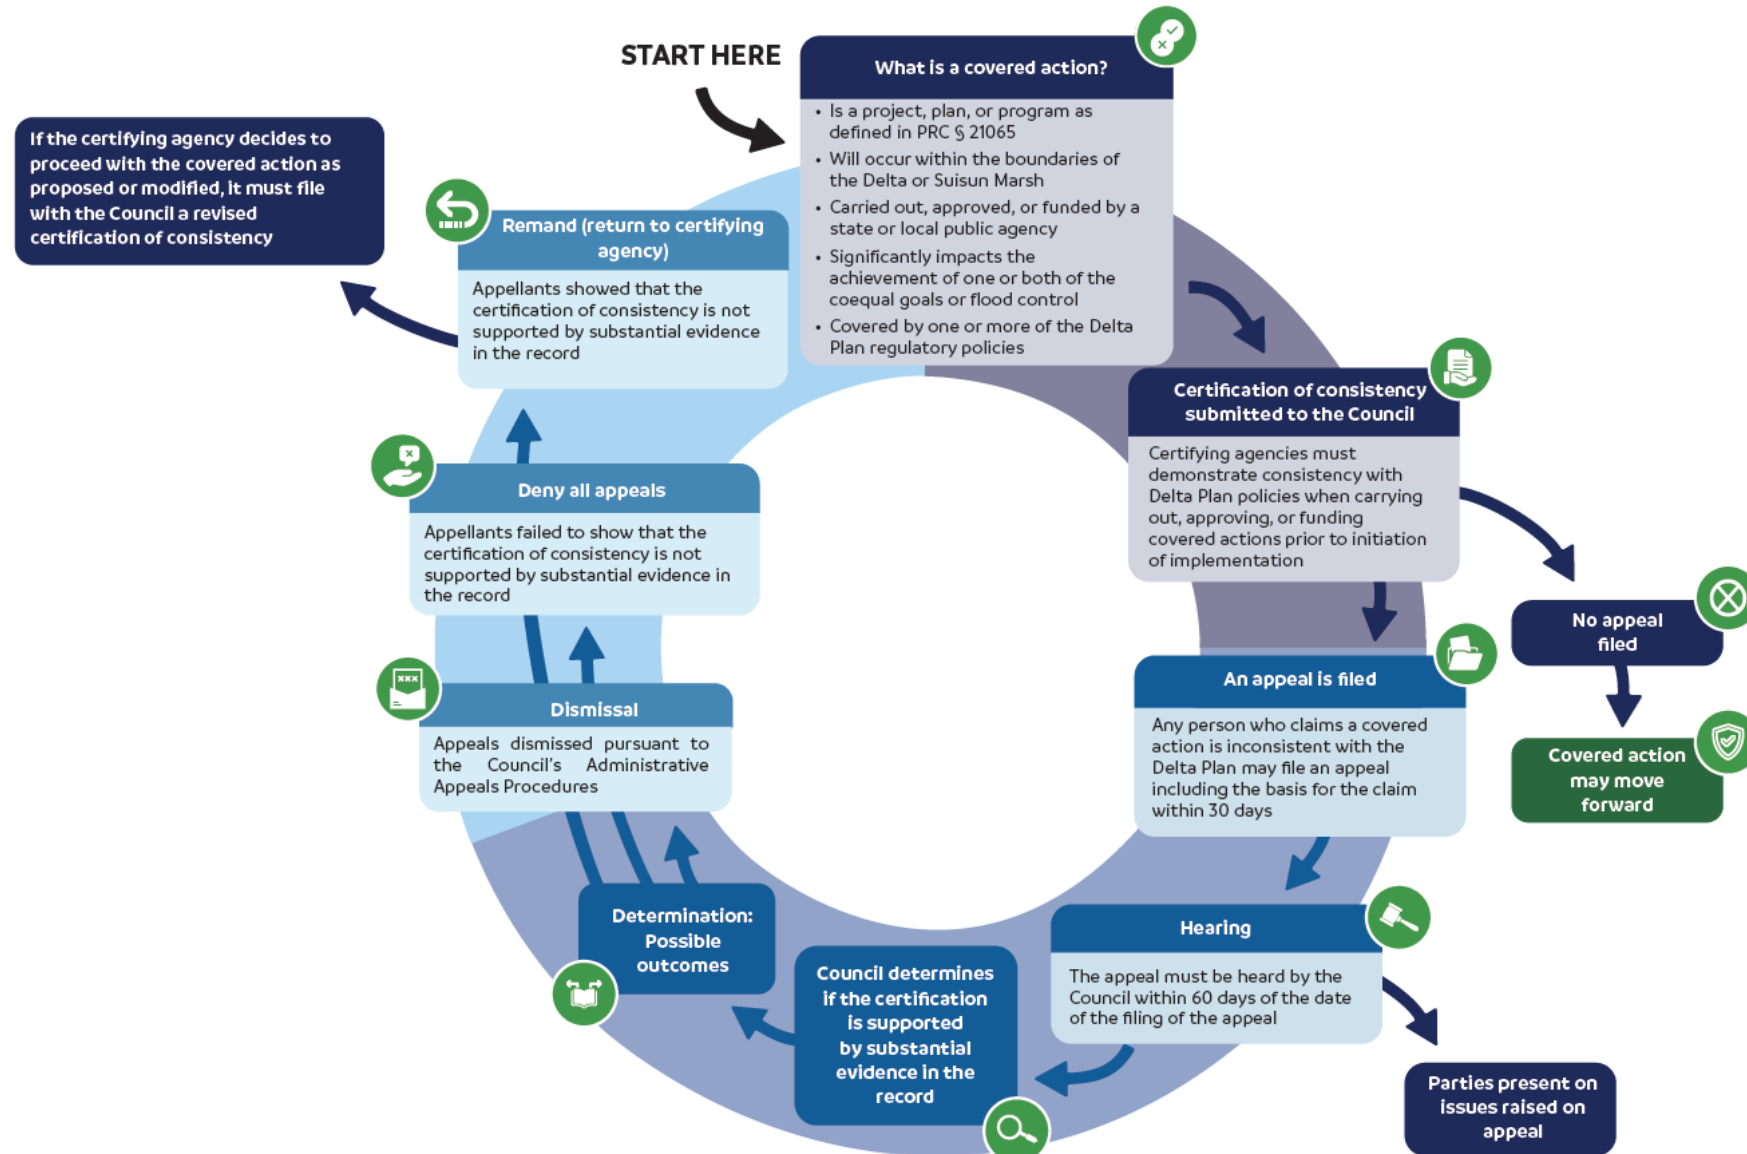 START HERE
What is a covered action?
• Is a project, plan, or program as
defined in PRC § 21065
• Will occur within the boundaries of
the Delta or Suisun Marsh
• Carried out, approved, or funded by a
state or local public agency
• Significantly impacts the
achievement of one or both of the
coequal goals or flood control
• Covered by one or more of the Delta
Plan regulatory policies
Certification of consistency
submitted to the Council
Certifying agencies must
demonstrate consistency with
Delta Plan policies when carrying
out, approving, or funding
covered actions prior to initiation
of implementation
No appeal
filed
Covered action
may move
forward
An appeal is filed
Any person who claims a covered
action is inconsistent with the
Delta Plan may file an appeal
including the basis for the claim
within 30 days
Hearing
The appeal must be heard by the
Council within 60 days of the date
of the filing of the appeal
Parties present on
issues raised on
appeal
Council determines
if the certification
is supported
by substantial
evidence in the
record
Determination:
Possible
outcomes
XXX
Dismissal
Appeals dismissed pursuant to
the Council's Administrative
Appeals Procedures
Deny all appeals
Appellants failed to show that the
certification of consistency is not
supported by substantial evidence in
the record
Remand (return to certifying
agency)
Appellants showed that the
certification of consistency is not
supported by substantial evidence
in the record
If the certifying agency decides to
proceed with the covered action as
proposed or modified, it must file
with the Council a revised
certification of consistency